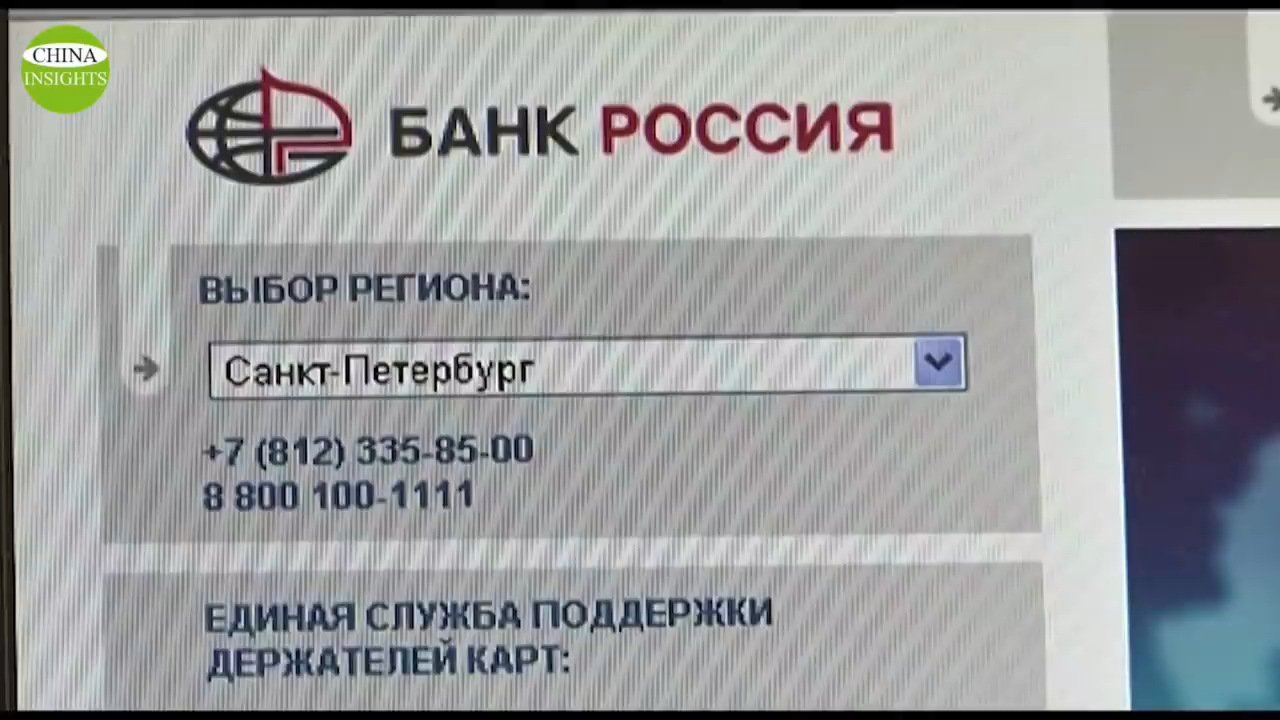 CHINA
INSIGHTS
БАНК РОССИЯ
ВЫБОР РЕГИОНА:
Санкт-Петербург
+7 (812) 335-85-00
8 800 100-1111
ЕДИНАЯ СЛУЖБА ПОДДЕРЖКИ
ДЕРЖАТЕЛЕЙ КАРТ: